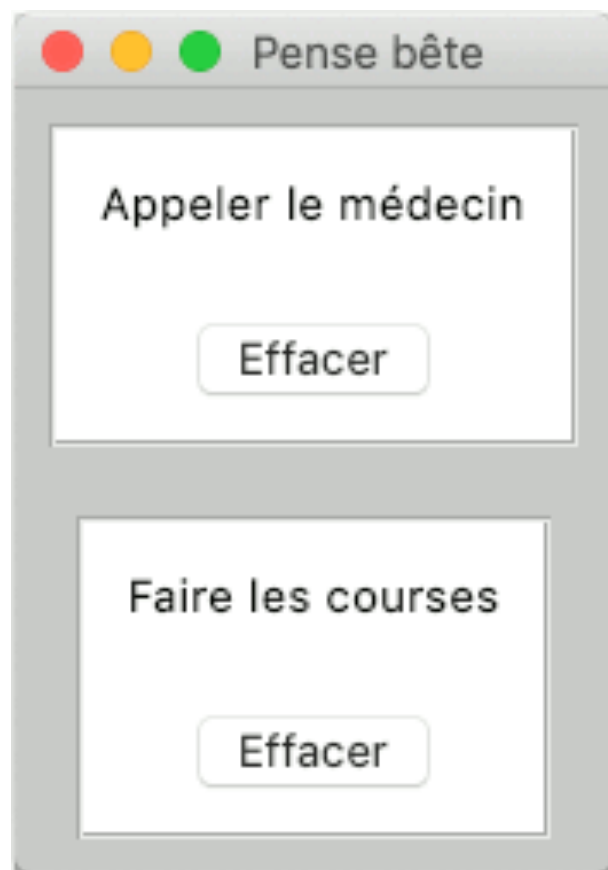 Pense bête
Appeler le médecin
Effacer
Faire les courses
Effacer